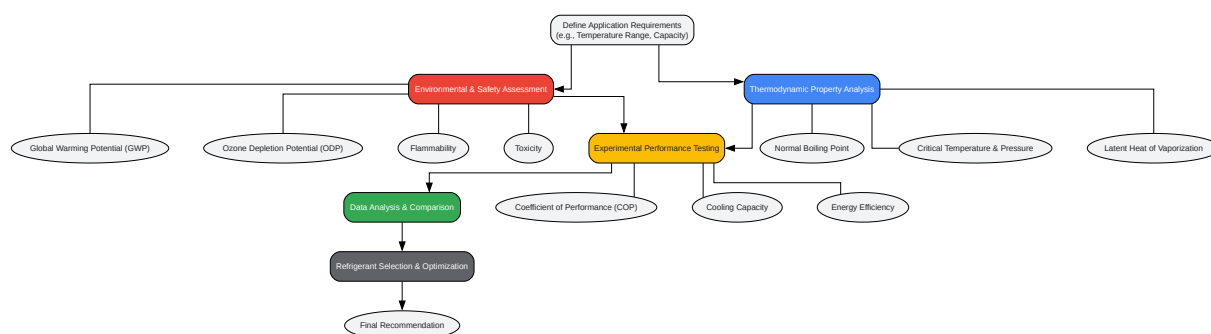 Define Application Requirements
(e.g., Temperature Range, Capacity)
Environmental & Safety Assessment
Thermodynamic Property Analysis
Global Warming Potential (GWP)
Ozone Depletion Potential (ODP)
Flammability
Toxicity
Experimental Performance Testing
Normal Boiling Point
Critical Temperature & Pressure
Latent Heat of Vaporization
Data Analysis & Comparison
Coefficient of Performance (COP)
Cooling Capacity
Energy Efficiency
Refrigerant Selection & Optimization
Final Recommendation